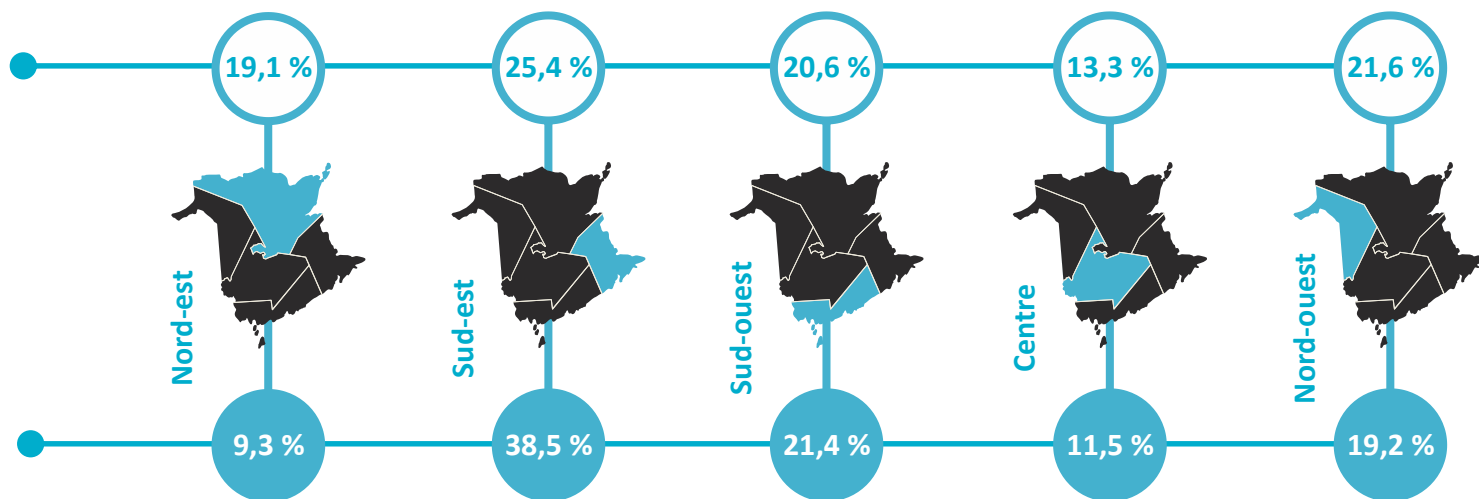 19,1 %
25,4 %
20,6 %
13,3 %
21,6 %
Nord-est
Sud-est
Sud-ouest
Centre
Nord-ouest
9,3 %
38,5 %
21,4 %
11,5 %
19,2 %